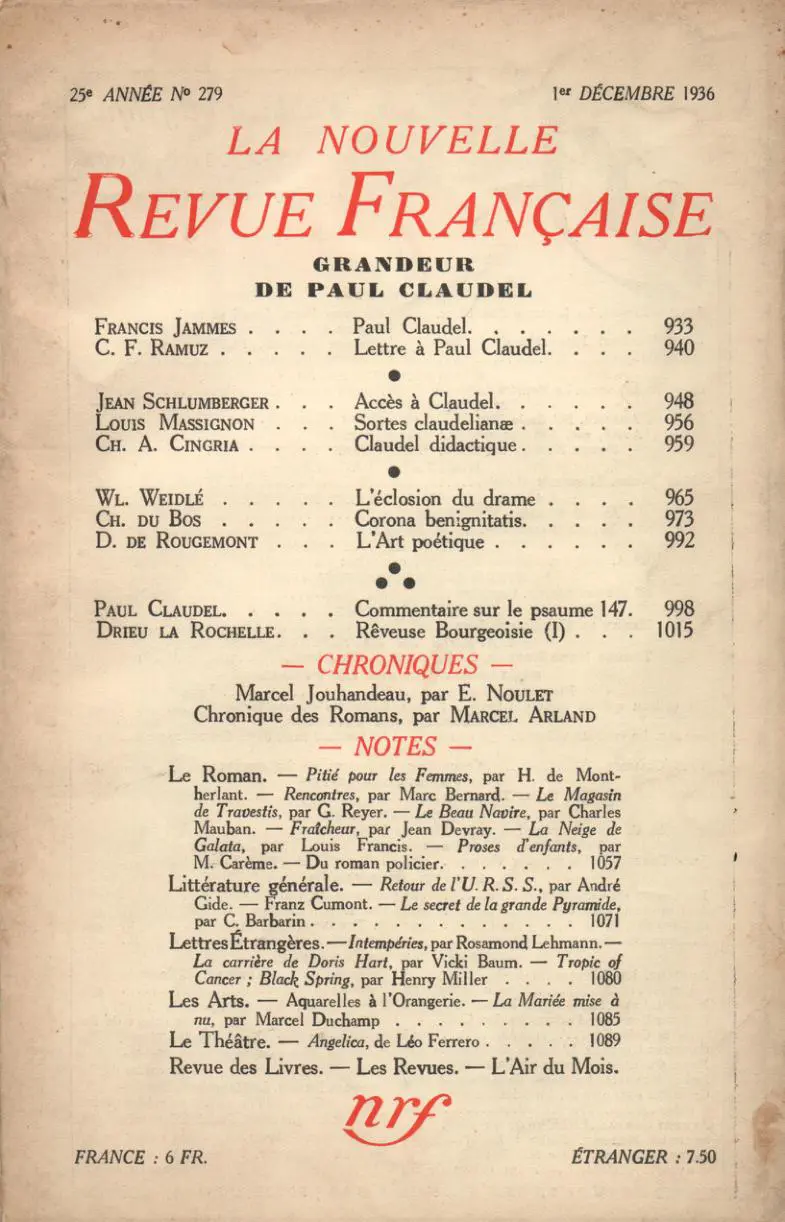 25e ANNÉE No 279 1er DÉCEMBRE 1936
LA NOUVELLE
REVUE FRANÇAISE
GRANDEUR
DE PAUL CLAUDEL
FRANCIS JAMMES . . . . Paul Claudel. . . . . . . 933
C. F. RAMUZ . . . . . Lettre à Paul Claudel. . . . 940
●
JEAN SCHLUMBERGER . . . Accès à Claudel. . . . . . 948
LOUIS MASSIGNON . . . Sortes claudelianæ . . . . . 956
CH. A. CINGRIA . . . . Claudel didactique . . . . . 959
●
WL. WEIDLÉ . . . . . L'éclosion du drame . . . . 965
CH. DU BOS . . . . . Corona benignitatis. . . . . 973
D. DE ROUGEMONT . . . L'Art poétique . . . . . . 992
●
● ●
PAUL CLAUDEL. . . . . Commentaire sur le psaume 147. 998
DRIEU LA ROCHELLE. . . Rêveuse Bourgeoisie (I) . . . 1015
— CHRONIQUES —
Marcel Jouhandeau, par E. NOULET
Chronique des Romans, par MARCEL ARLAND
— NOTES —
Le Roman. — Pitié pour les Femmes, par H. de Mont-
herlant. — Rencontres, par Marc Bernard. — Le Magasin
de Travestis, par G. Reyer. — Le Beau Navire, par Charles
Mauban. — Fraîcheur, par Jean Devray. — La Neige de
Galata, par Louis Francis. — Proses d'enfants, par
M. Carême. — Du roman policier. . . . . . . 1057
Littérature générale. — Retour de l'U. R. S. S., par André
Gide. — Franz Cumont. — Le secret de la grande Pyramide,
par C. Barbarin . . . . . . . . . . . . . 1071
Lettres Étrangères. — Intempéries, par Rosamond Lehmann. —
La carrière de Doris Hart, par Vicki Baum. — Tropic of
Cancer ; Black Spring, par Henry Miller . . . . 1080
Les Arts. — Aquarelles à l'Orangerie. — La Mariée mise à
nu, par Marcel Duchamp . . . . . . . . . 1085
Le Théâtre. — Angelica, de Léo Ferrero . . . . . 1089
Revue des Livres. — Les Revues. — L'Air du Mois.
nrf
FRANCE : 6 FR. ÉTRANGER : 7.50